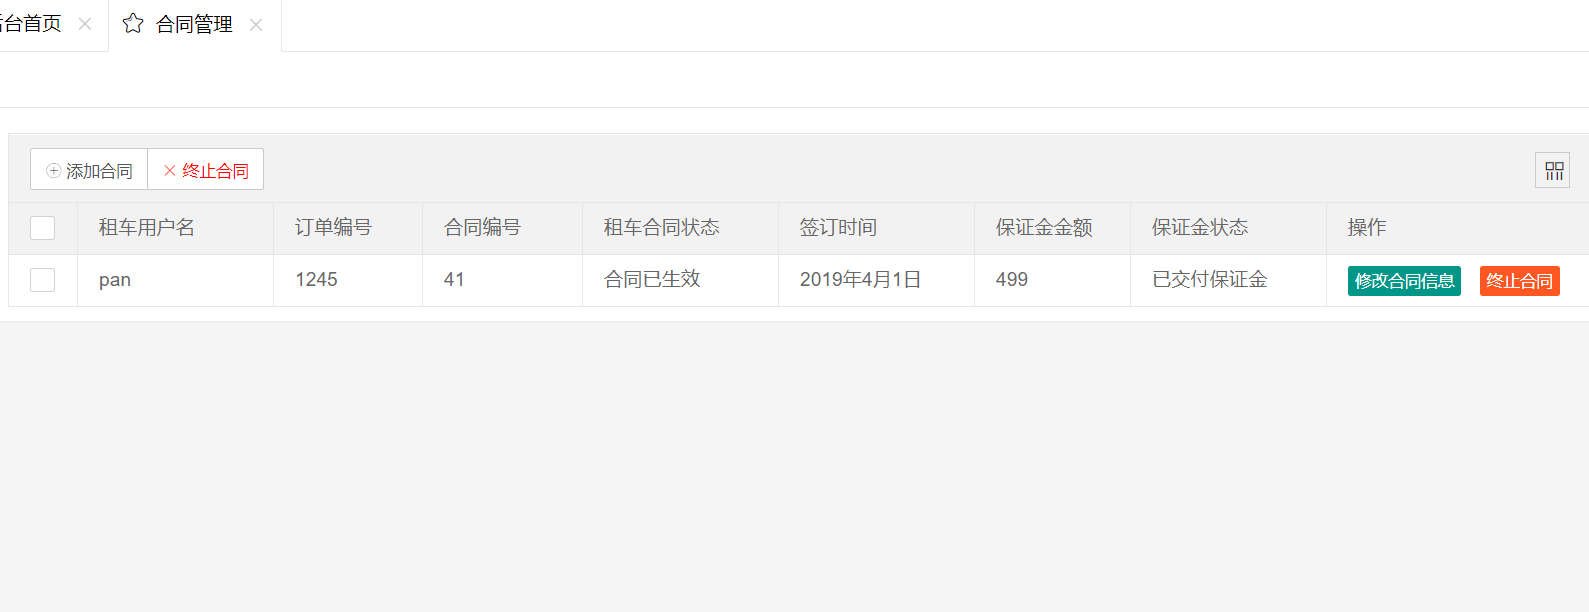 台首页 合同管理
添加合同 终止合同
租车用户名 订单编号 合同编号 租车合同状态 签订时间 保证金金额 保证金状态 操作
pan 1245 41 合同已生效 2019年4月1日 499 已交付保证金 修改合同信息 终止合同